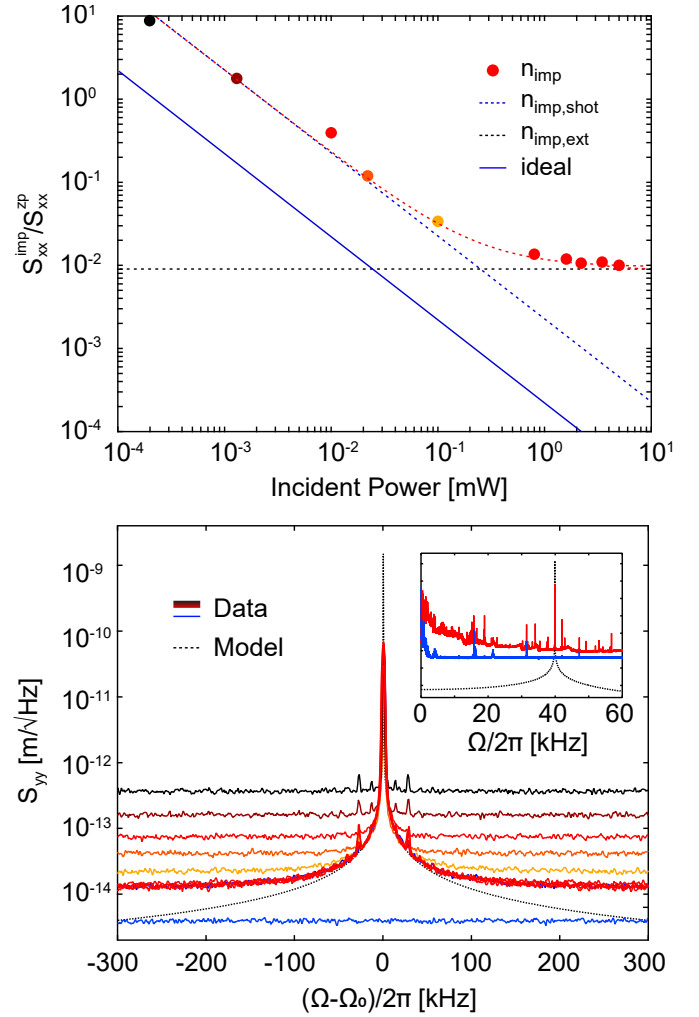 10^1
10^0
10^-1
10^-2
10^-3
10^-4
S_xx^imp/S_xx^zp
n_imp
n_imp,shot
n_imp,ext
ideal
10^-4
10^-3
10^-2
10^-1
10^0
10^1
Incident Power [mW]
10^-9
10^-10
10^-11
10^-12
10^-13
10^-14
S_yy [m/√Hz]
Data
Model
0
20
40
60
Ω/2π [kHz]
-300
-200
-100
0
100
200
300
(Ω-Ω₀)/2π [kHz]